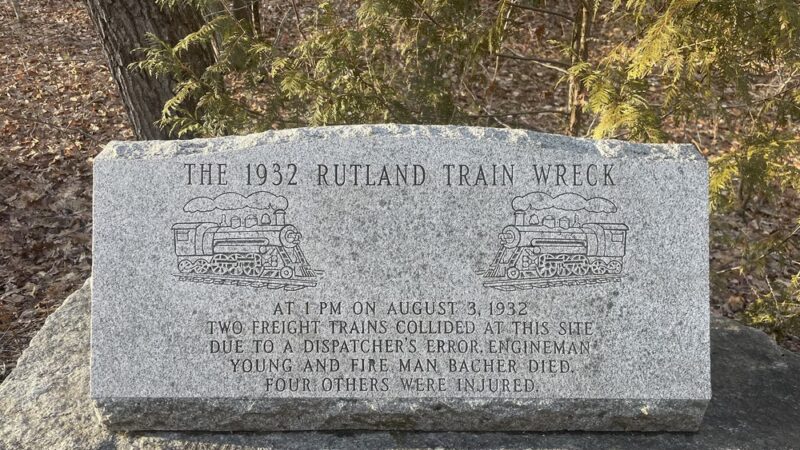 THE 1932 RUTLAND TRAIN WRECK
AT 1 PM ON AUGUST 3, 1932
TWO FREIGHT TRAINS COLLIDED AT THIS SITE
DUE TO A DISPATCHER'S ERROR. ENGINEMAN
YOUNG AND FIRE MAN BACHER DIED.
FOUR OTHERS WERE INJURED.